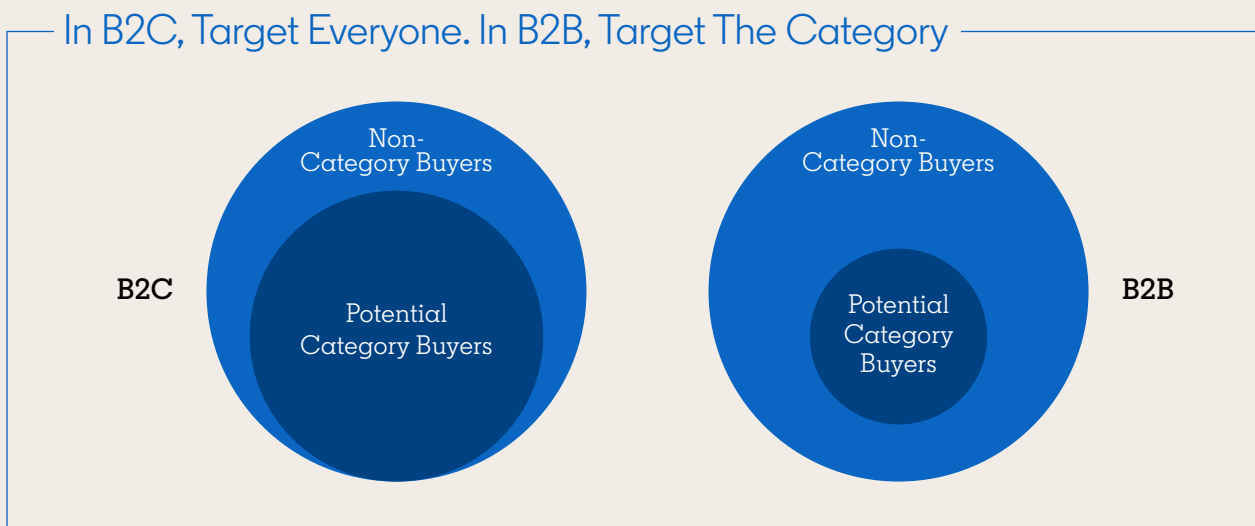 In B2C, Target Everyone. In B2B, Target The Category
B2C
Non-
Category Buyers
Potential
Category Buyers
Non-
Category Buyers
Potential
Category
Buyers
B2B